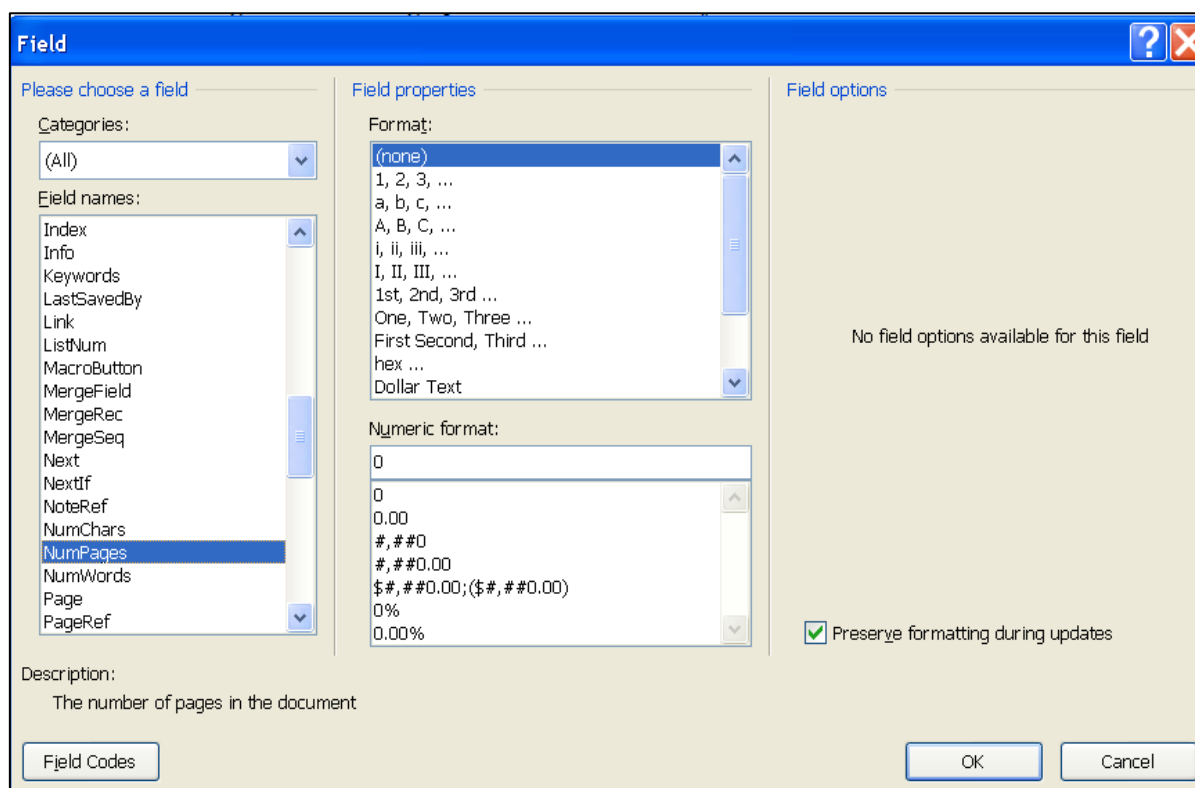 Field
Please choose a field
Categories:
(All)
Field names:
Index
Info
Keywords
LastSavedBy
Link
ListNum
MacroButton
MergeField
MergeRec
MergeSeq
Next
NextIf
NoteRef
NumChars
NumPages
NumWords
Page
PageRef
Field properties
Format:
(none)
1, 2, 3, ...
a, b, c, ...
A, B, C, ...
i, ii, iii, ...
I, II, III, ...
1st, 2nd, 3rd ...
One, Two, Three ...
First Second, Third ...
hex ...
Dollar Text
Numeric format:
0
0
0.00
#,##0
#,##0.00
$#,##0.00;($#,##0.00)
0%
0.00%
Field options
No field options available for this field
Preserve formatting during updates
Description:
The number of pages in the document
Field Codes
OK
Cancel